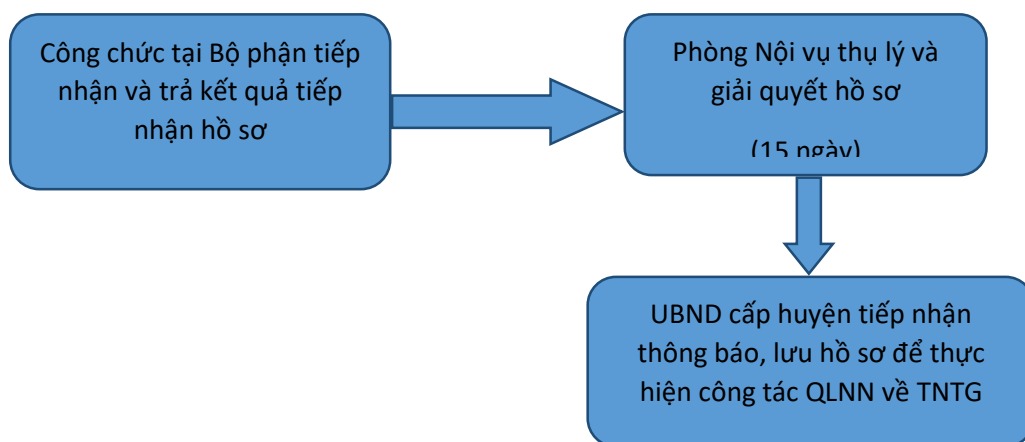 Công chức tại Bộ phận tiếp
nhận và trả kết quả tiếp
nhận hồ sơ
Phòng Nội vụ thụ lý và
giải quyết hồ sơ
(15 ngày)
UBND cấp huyện tiếp nhận
thông báo, lưu hồ sơ để thực
hiện công tác QLNN về TNTG